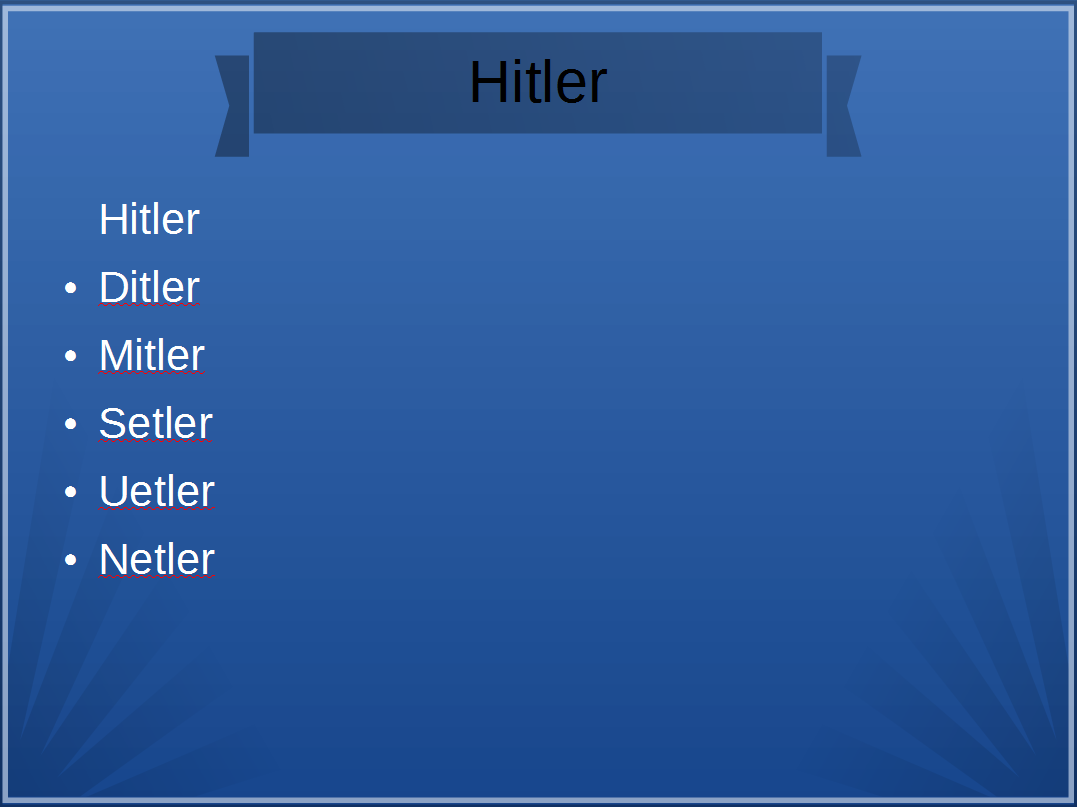 Hitler
Hitler
• Ditler
• Mitler
• Setler
• Uetler
• Netler